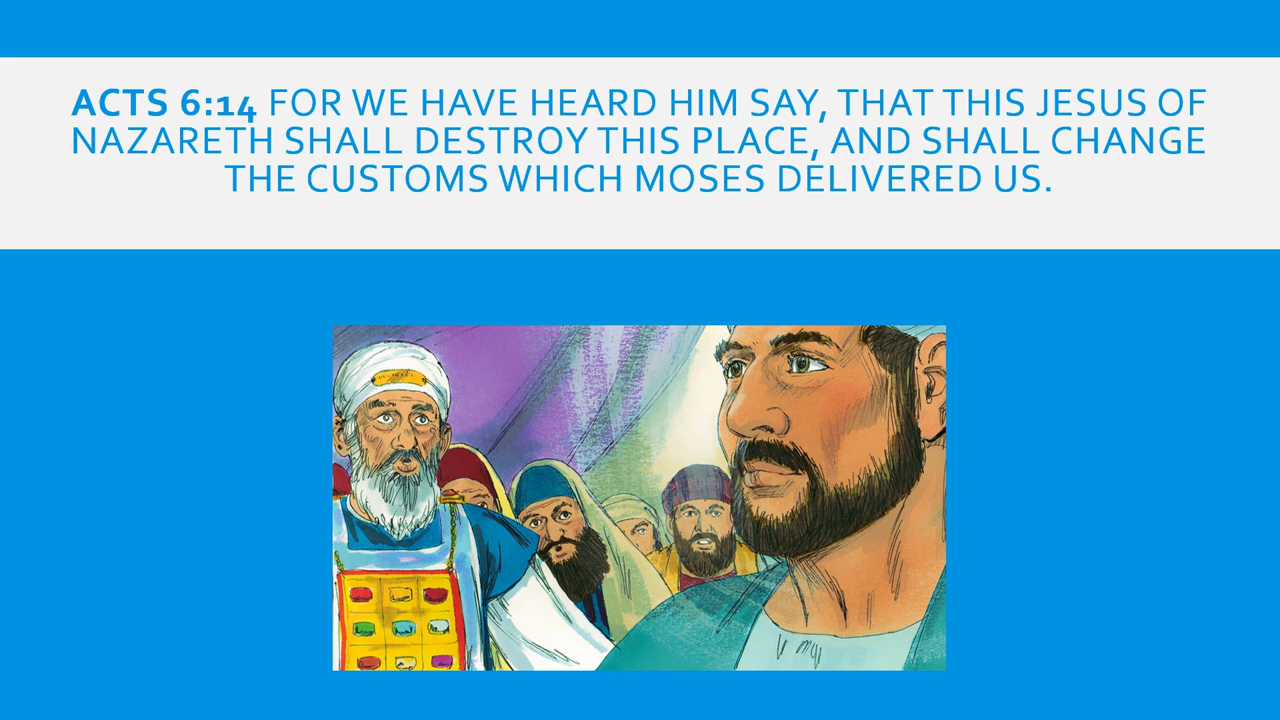 ACTS 6:14 FOR WE HAVE HEARD HIM SAY, THAT THIS JESUS OF
NAZARETH SHALL DESTROY THIS PLACE, AND SHALL CHANGE
THE CUSTOMS WHICH MOSES DELIVERED US.